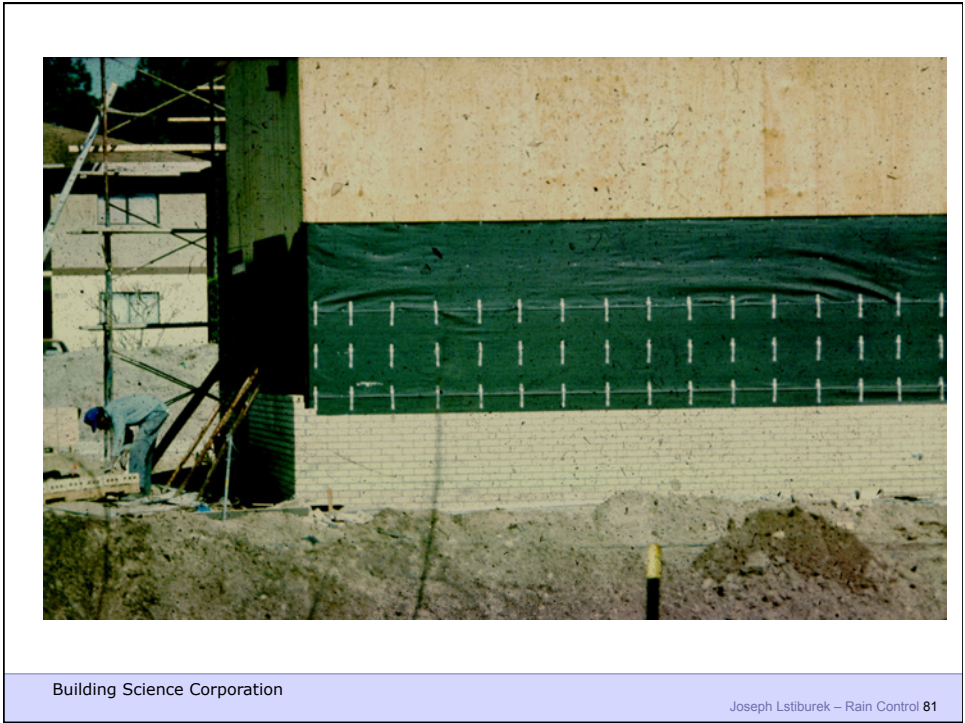 Building Science Corporation
Joseph Lstiburek – Rain Control 81